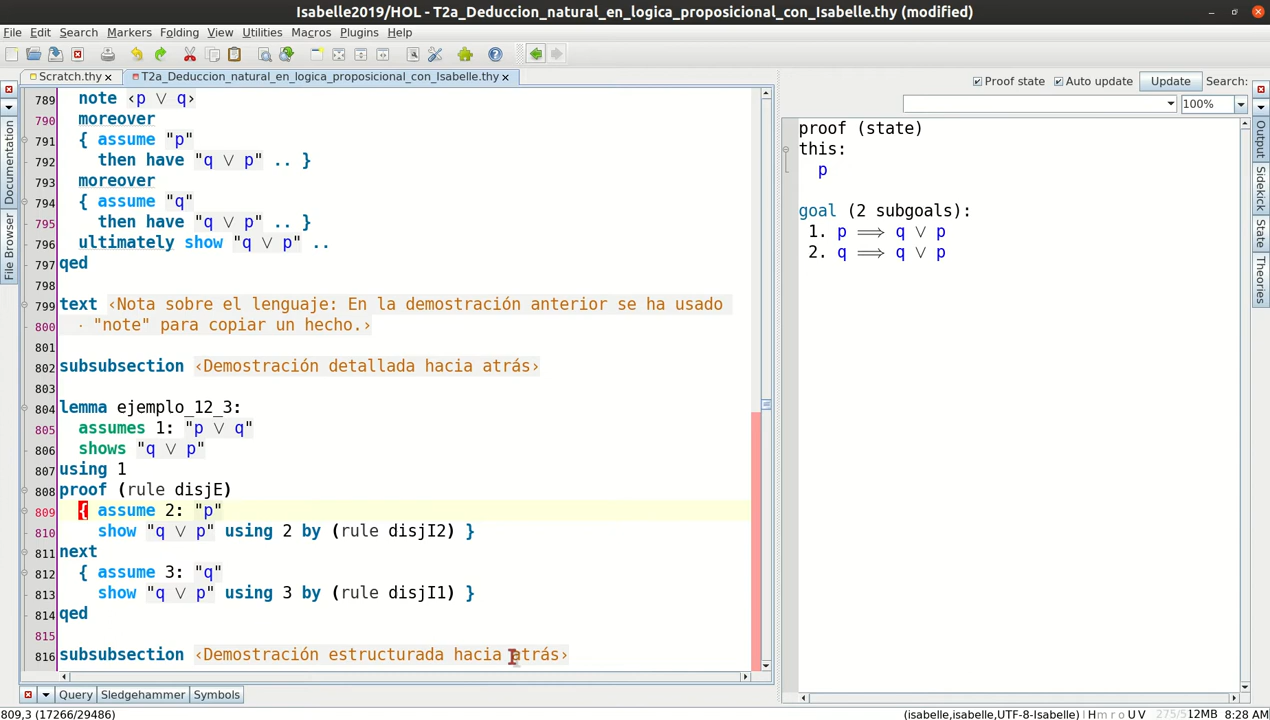 Isabelle2019/HOL - T2a_Deduccion_natural_en_logica_proposicional_con_Isabelle.thy (modified)
File Edit Search Markers Folding View Utilities Macros Plugins Help
Scratch.thy
T2a_Deduccion_natural_en_logica_proposicional_con_Isabelle.thy
Proof state Auto update Update Search:
100%
Documentation
File Browser
789 note ‹p ∨ q›
790 moreover
791 { assume "p"
792 then have "q ∨ p" .. }
793 moreover
794 { assume "q"
795 then have "q ∨ p" .. }
796 ultimately show "q ∨ p" ..
797 qed
798
799 text ‹Nota sobre el lenguaje: En la demostración anterior se ha usado
800 · "note" para copiar un hecho.›
801
802 subsubsection ‹Demostración detallada hacia atrás›
803
804 lemma ejemplo_12_3:
805 assumes 1: "p ∨ q"
806 shows "q ∨ p"
807 using 1
808 proof (rule disjE)
809 { assume 2: "p"
810 show "q ∨ p" using 2 by (rule disjI2) }
811 next
812 { assume 3: "q"
813 show "q ∨ p" using 3 by (rule disjI1) }
814 qed
815
816 subsubsection ‹Demostración estructurada hacia atrás›
proof (state)
this:
p
goal (2 subgoals):
1. p ⟹ q ∨ p
2. q ⟹ q ∨ p
Output
Sidekick
State
Theories
Query Sledgehammer Symbols
809,3 (17266/29486)
(isabelle,isabelle,UTF-8-Isabelle) | H m r o U V 275/512MB 8:28 AM